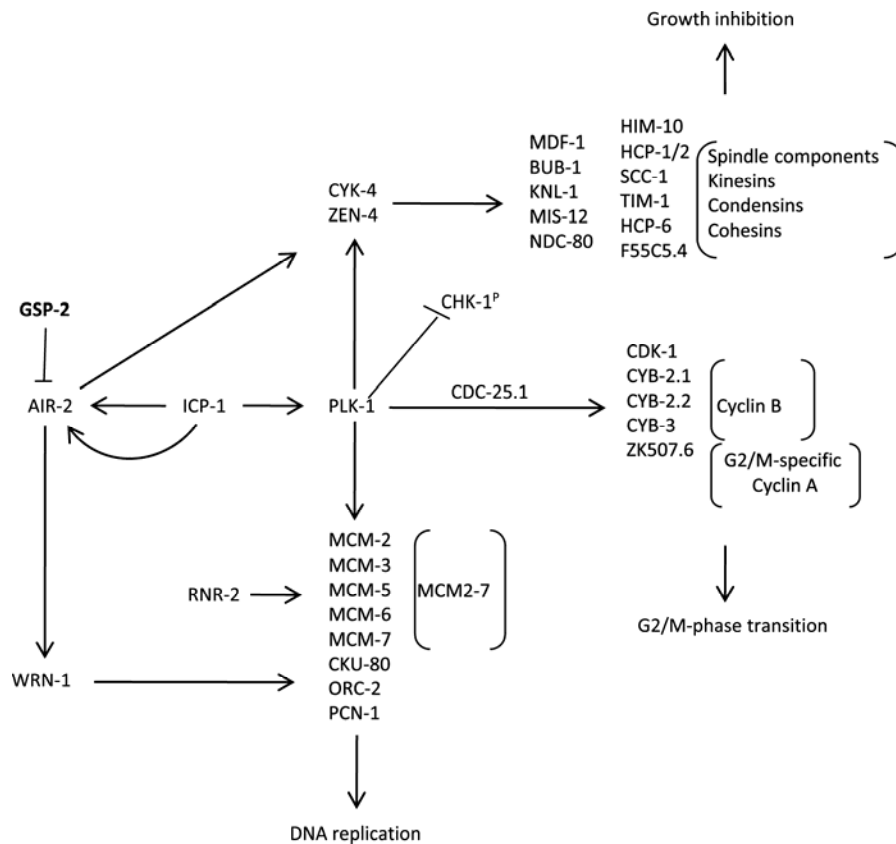 Growth inhibition
MDF-1
BUB-1
KNL-1
MIS-12
NDC-80
HIM-10
HCP-1/2
SCC-1
TIM-1
HCP-6
F55C5.4
Spindle components
Kinesins
Condensins
Cohesins
CYK-4
ZEN-4
CHK-1ᴾ
GSP-2
AIR-2
ICP-1
PLK-1
CDC-25.1
CDK-1
CYB-2.1
CYB-2.2
CYB-3
ZK507.6
Cyclin B
G2/M-specific
Cyclin A
G2/M-phase transition
RNR-2
MCM-2
MCM-3
MCM-5
MCM-6
MCM-7
CKU-80
ORC-2
PCN-1
MCM2-7
WRN-1
DNA replication